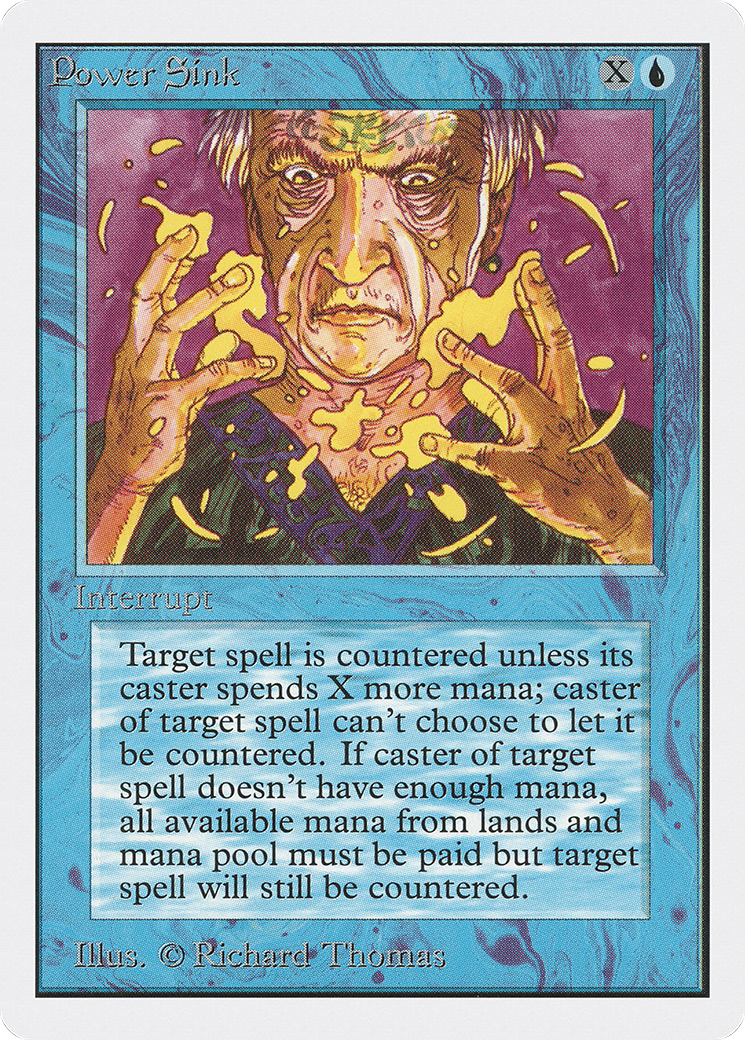 Power Sink X
Interrupt
Target spell is countered unless its
caster spends X more mana; caster
of target spell can't choose to let it
be countered. If caster of target
spell doesn't have enough mana,
all available mana from lands and
mana pool must be paid but target
spell will still be countered.
Illus. © Richard Thomas